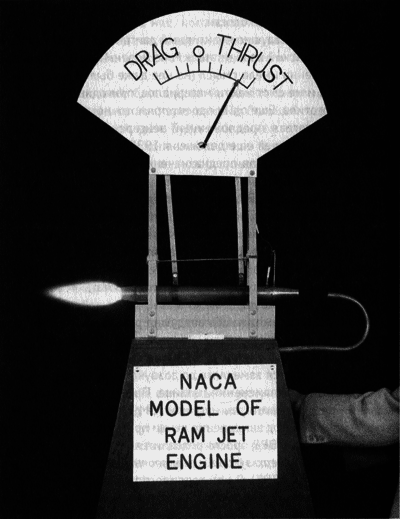 DRAG O THRUST
NACA
MODEL OF
RAM JET
ENGINE